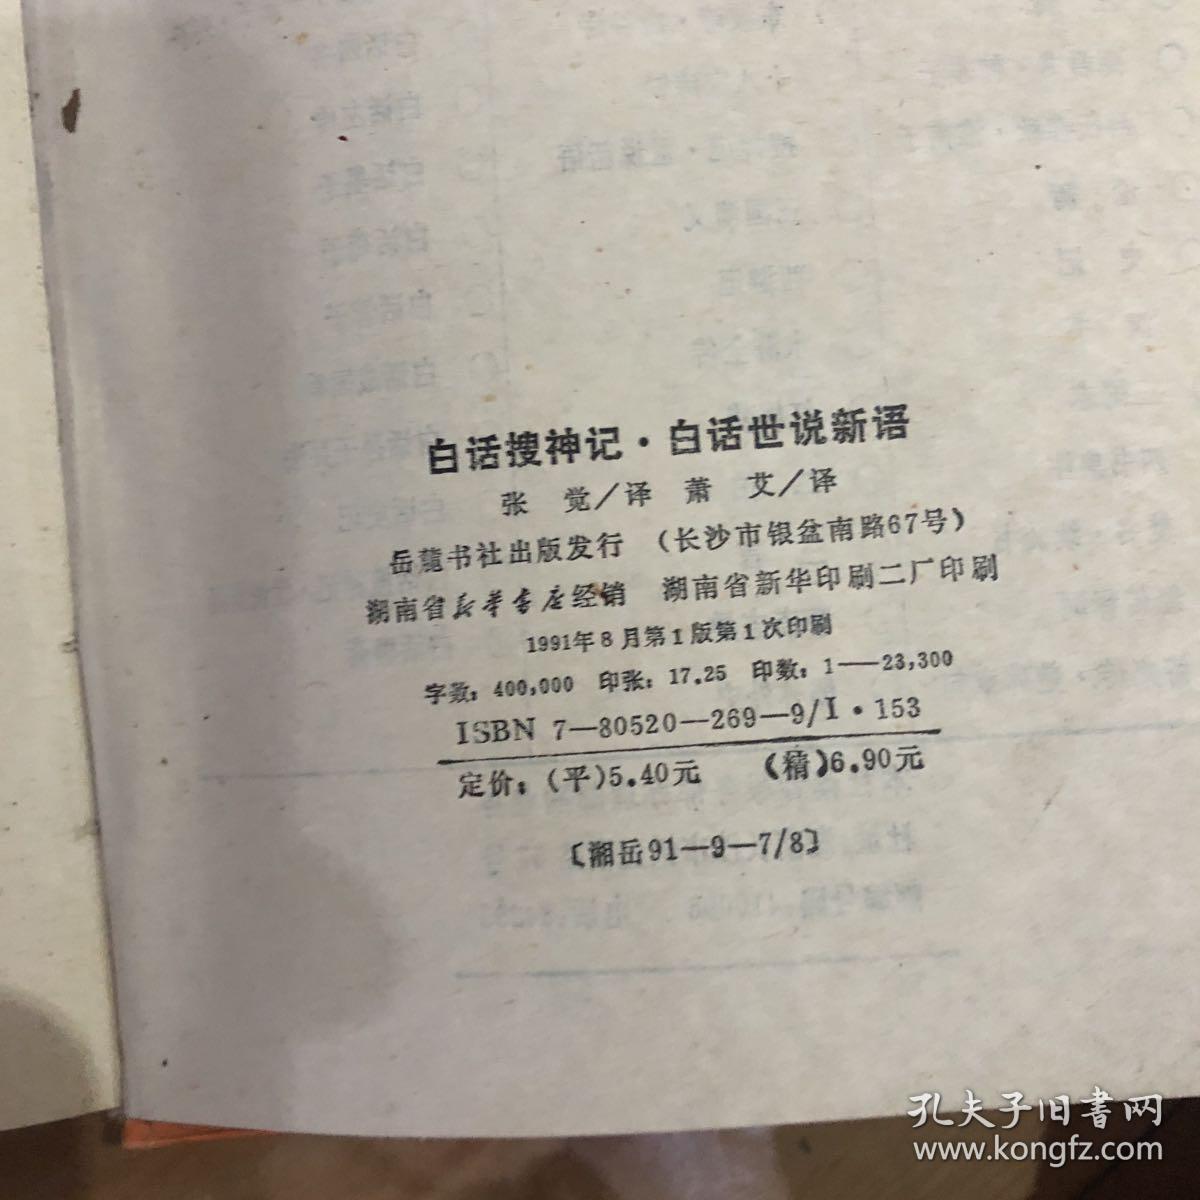 白话搜神记·白话世说新语
张 觉/译 萧 艾/译
岳麓书社出版发行 (长沙市银盆南路67号)
湖南省新华书店经销 湖南省新华印刷二厂印刷
1991年8月第1版第1次印刷
字数:400,000 印张:17.25 印数:1——23,300
ISBN 7—80520—269—9/I·153
定价:(平)5.40元 (精)6.90元
〔湘岳91—9—7/8〕
孔夫子旧书网
www.kongfz.com